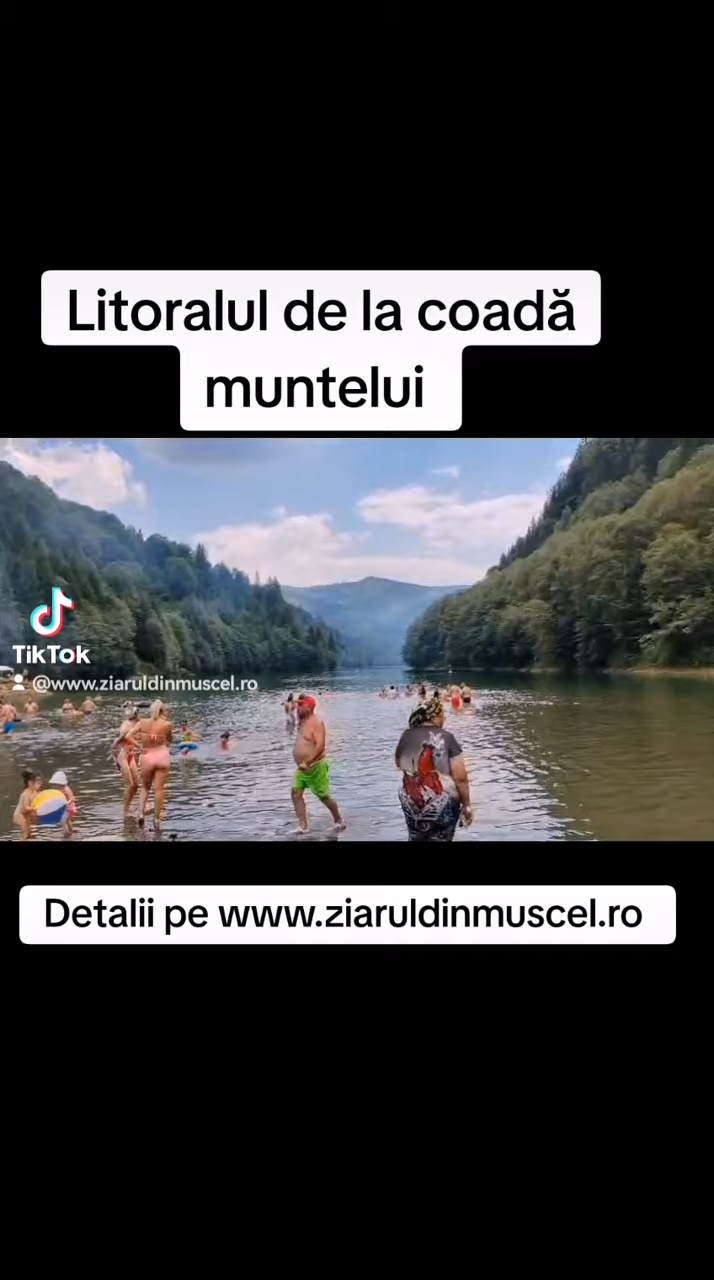 Litoralul de la coadă
muntelui
TikTok
@www.ziaruldinmuscel.ro
Detalii pe www.ziaruldinmuscel.ro